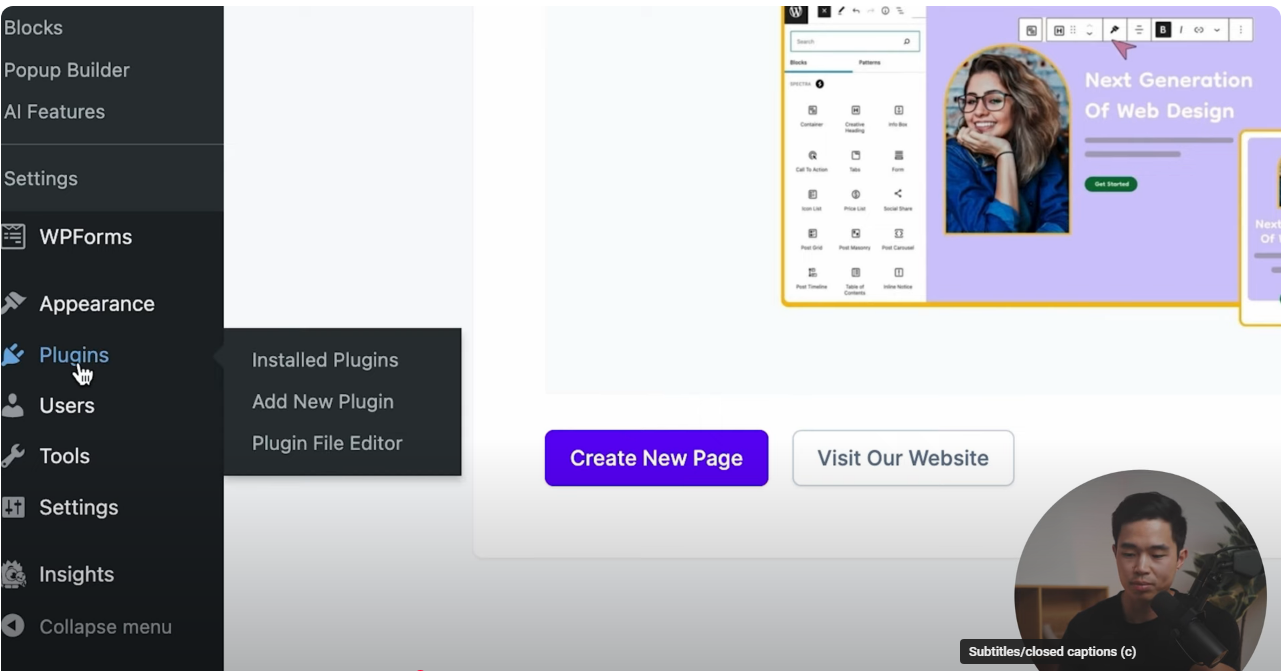 Blocks
Popup Builder
AI Features
Settings
WPForms
Appearance
Plugins
Users
Tools
Settings
Insights
Collapse menu
Installed Plugins
Add New Plugin
Plugin File Editor
Search
Blocks Patterns
SPECTRA
Container Creative Heading Info Box
Call To Action Tabs Form
Icon List Price List Social Share
Post Grid Post Masonry Post Carousel
Post Timeline Table of Contents Inline Notice
B I
Next Generation
Of Web Design
Get Started
Next
Of
Create New Page
Visit Our Website
Subtitles/closed captions (c)